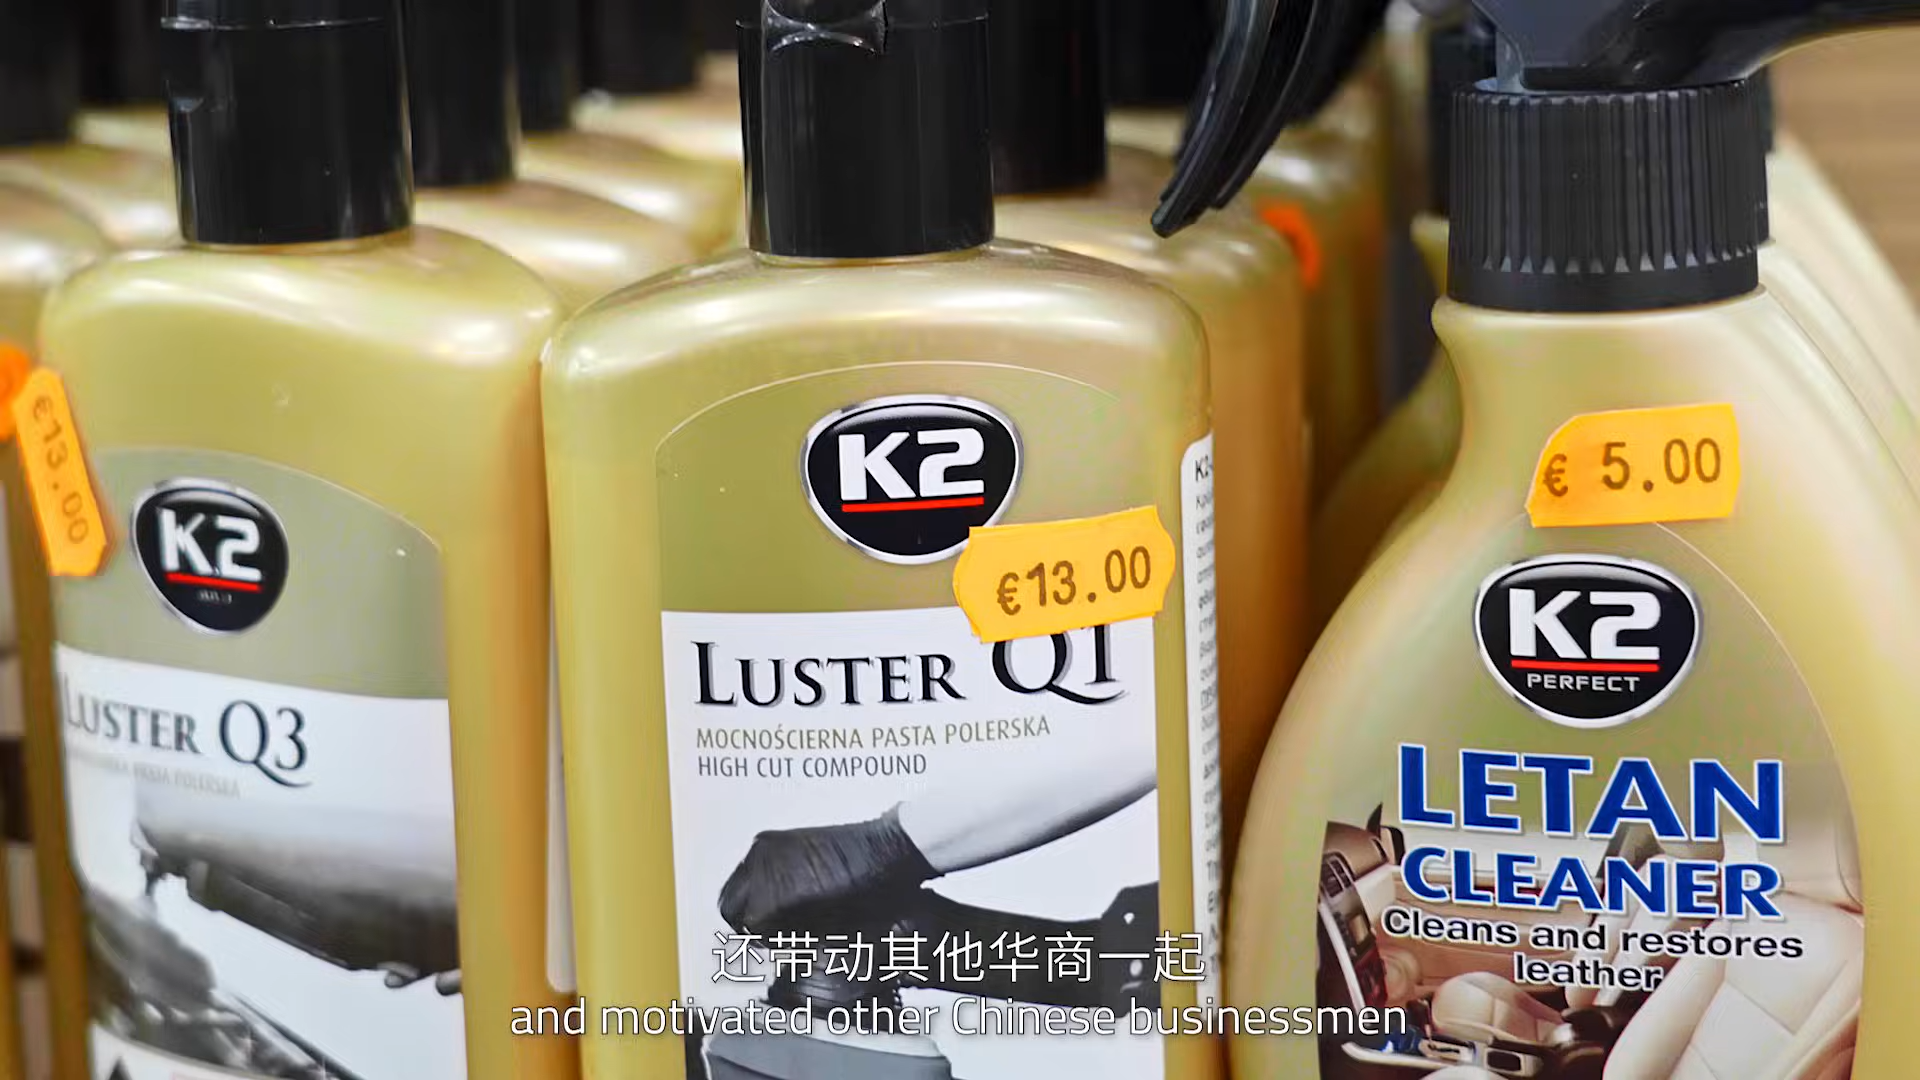 €13.00
K2
LUSTER Q3
K2
€13.00
LUSTER Q1
MOCNOŚCIERNA PASTA POLERSKA
HIGH CUT COMPOUND
€ 5.00
K2
PERFECT
LETAN
CLEANER
Cleans and restores
leather
还带动其他华商一起
and motivated other Chinese businessmen